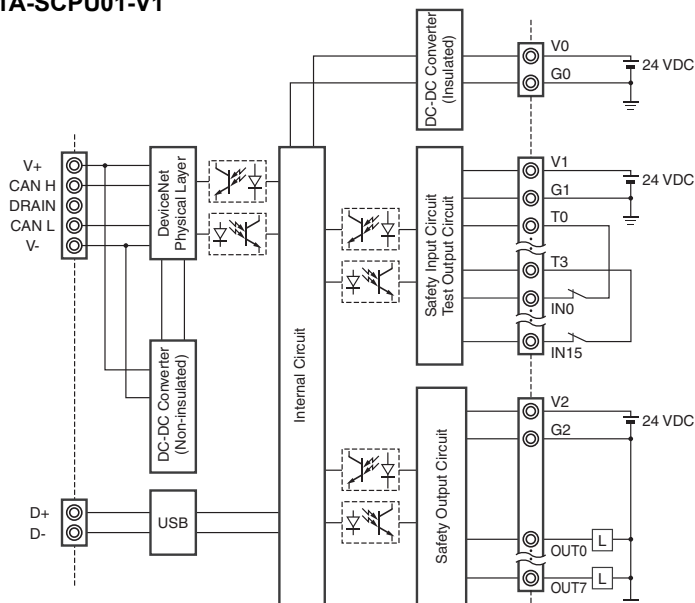 TA-SCPU01-V1
DC-DC Converter
(Insulated)
V0
G0
24 VDC
V+
CAN H
DRAIN
CAN L
V-
DeviceNet
Physical Layer
Internal Circuit
Safety Input Circuit
Test Output Circuit
V1
G1
T0
T3
IN0
IN15
24 VDC
DC-DC Converter
(Non-insulated)
Safety Output Circuit
V2
G2
24 VDC
OUT0
L
OUT7
L
D+
D-
USB